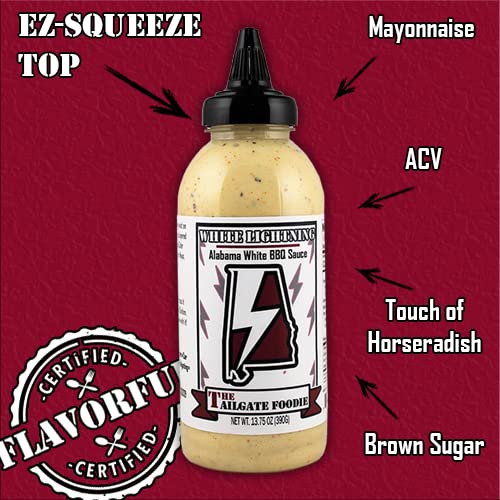 EZ-SQUEEZE
TOP
Mayonnaise
ACV
Touch of
Horseradish
Brown Sugar
WHITE LIGHTNING
Alabama White BBQ Sauce
THE
TAILGATE FOODIE
NET WT. 13.75 OZ (390G)
CERTiFiED
FLAVORFU
CERTiFiED